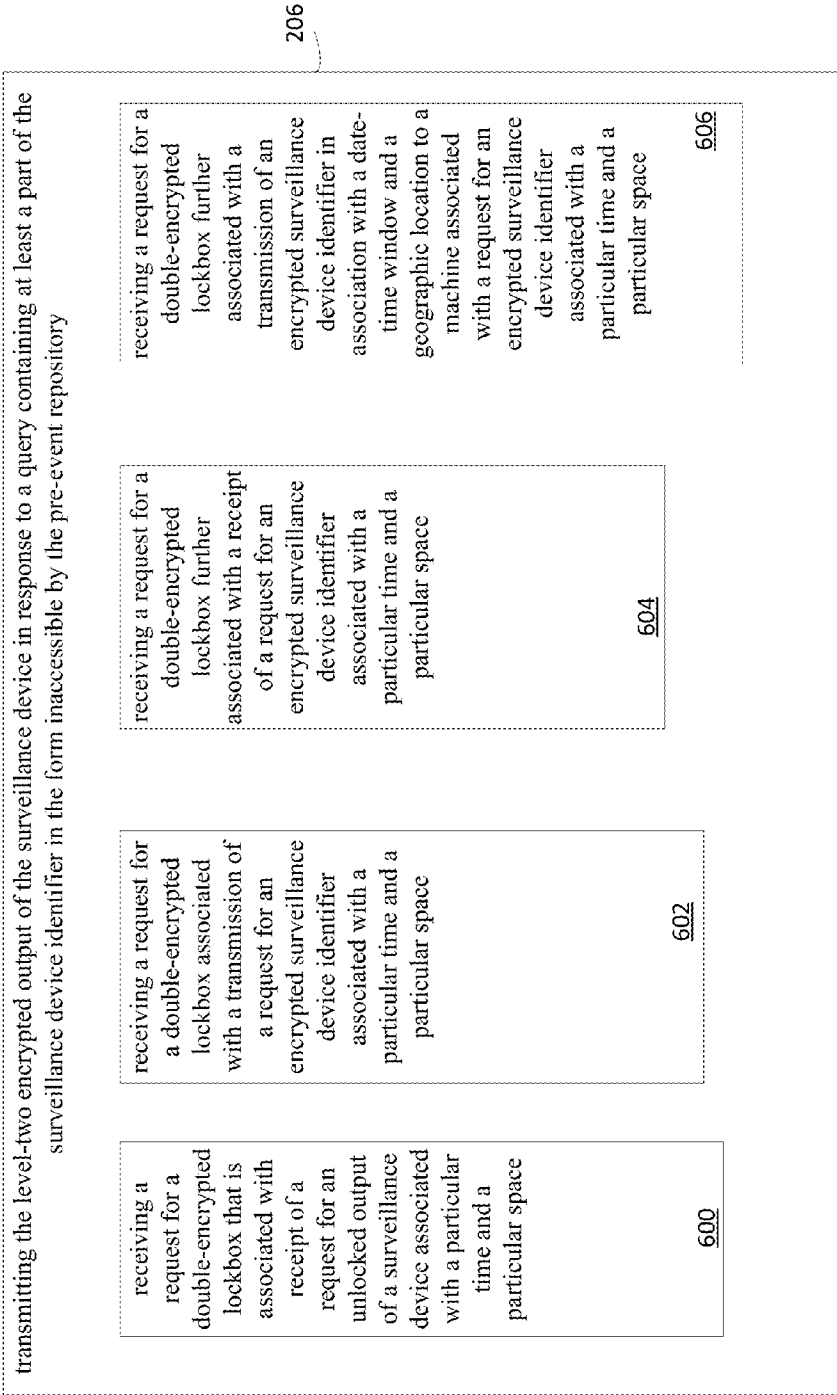 206
transmitting the level-two encrypted output of the surveillance device in response to a query containing at least a part of the
surveillance device identifier in the form inaccessible by the pre-event repository
receiving a
request for a
double-encrypted
lockbox that is
associated with
receipt of a
request for an
unlocked output
of a surveillance
device associated
with a particular
time and a
particular space
600
receiving a request for
a double-encrypted
lockbox associated
with a transmission of
a request for an
encrypted surveillance
device identifier
associated with a
particular time and a
particular space
602
receiving a request for a
double-encrypted
lockbox further
associated with a receipt
of a request for an
encrypted surveillance
device identifier
associated with a
particular time and a
particular space
604
receiving a request for a
double-encrypted
lockbox further
associated with a
transmission of an
encrypted surveillance
device identifier in
association with a date-
time window and a
geographic location to a
machine associated
with a request for an
encrypted surveillance
device identifier
associated with a
particular time and a
particular space
606